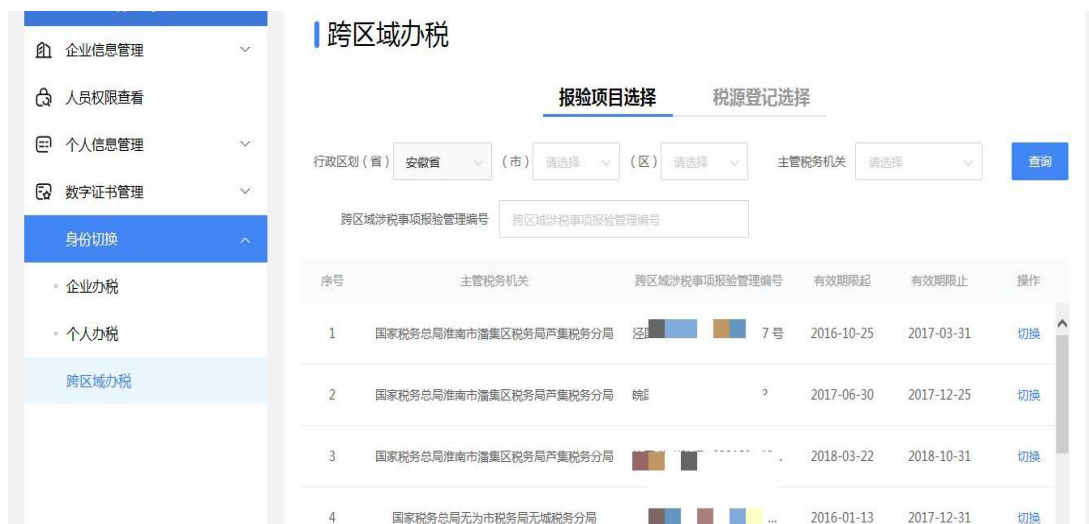 企业信息管理
人员权限查看
个人信息管理
数字证书管理
身份切换
企业办税
个人办税
跨区域办税
跨区域办税
报验项目选择 税源登记选择
行政区划（省） 安徽省 （市） 请选择 （区） 请选择 主管税务机关 请选择 查询
跨区域涉税事项报验管理编号 跨区域涉税事项报验管理编号
序号 主管税务机关 跨区域涉税事项报验管理编号 有效期限起 有效期限止 操作
1 国家税务总局淮南市潘集区税务局芦集税务分局 泾 7 号 2016-10-25 2017-03-31 切换
2 国家税务总局淮南市潘集区税务局芦集税务分局 皖 2017-06-30 2017-12-25 切换
3 国家税务总局淮南市潘集区税务局芦集税务分局 2018-03-22 2018-10-31 切换
4 国家税务总局无为市税务局无城税务分局 ... 2016-01-13 2017-12-31 切换